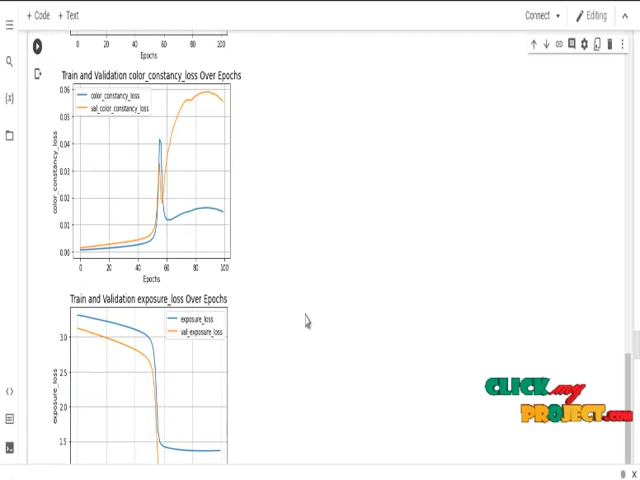 + Code + Text
Connect
Editing
0 20 40 60 80 100
Epochs
Train and Validation color_constancy_loss Over Epochs
color_constancy_loss
val_color_constancy_loss
0.06
0.05
0.04
0.03
0.02
0.01
0.00
color_constancy_loss
0 20 40 60 80 100
Epochs
Train and Validation exposure_loss Over Epochs
exposure_loss
val_exposure_loss
3.0
2.5
2.0
1.5
exposure_loss
CLICK my
PROJECT.com